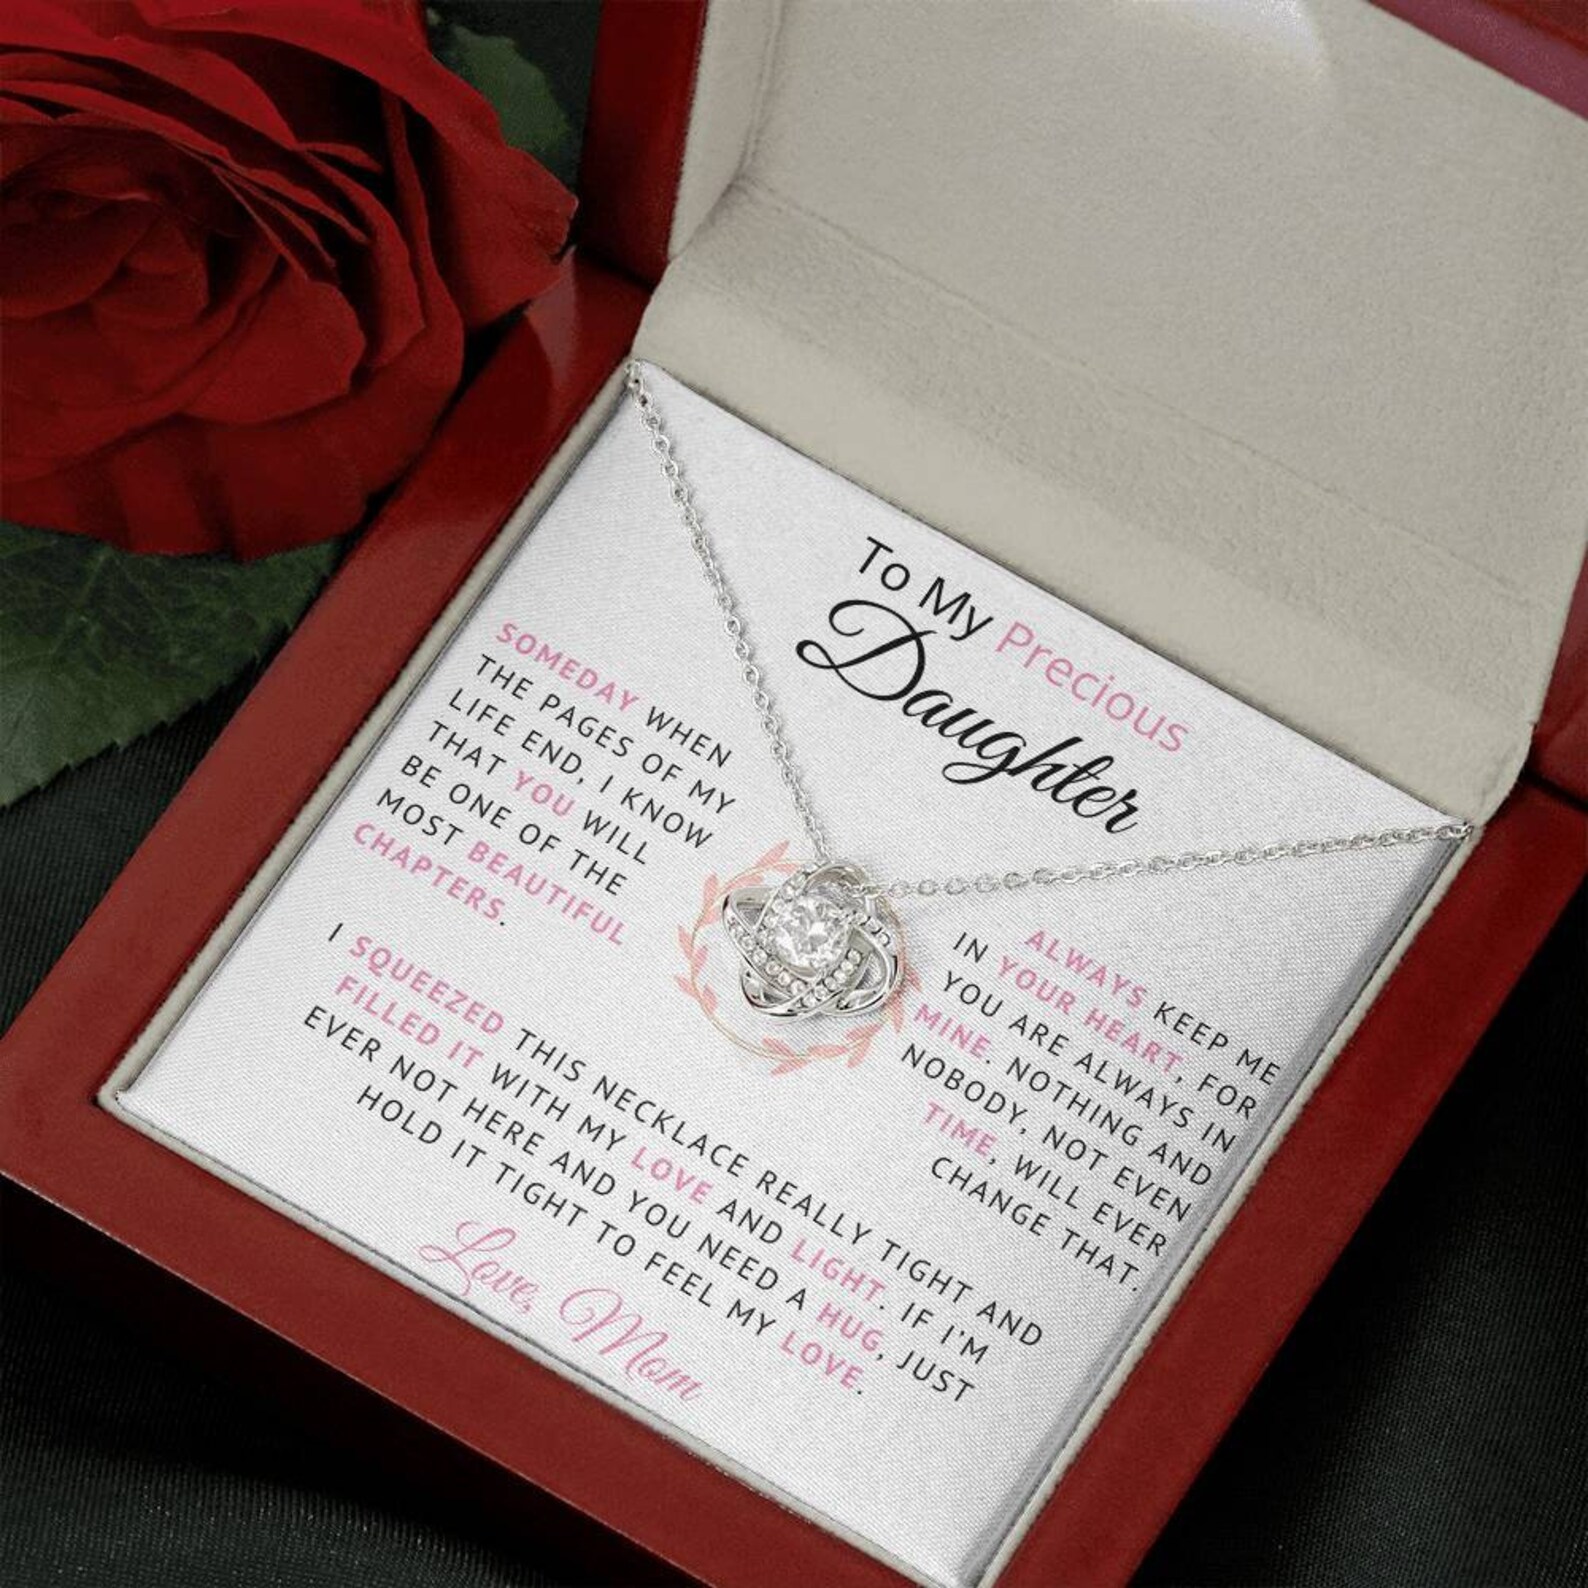 To My Precious
Daughter
SOMEDAY WHEN
THE PAGES OF MY
LIFE END, I KNOW
THAT YOU WILL
BE ONE OF THE
MOST BEAUTIFUL
CHAPTERS.
ALWAYS KEEP ME
IN YOUR HEART, FOR
YOU ARE ALWAYS IN
MINE. NOTHING AND
NOBODY, NOT EVEN
TIME, WILL EVER
CHANGE THAT.
I SQUEEZED THIS NECKLACE REALLY TIGHT AND
FILLED IT WITH MY LOVE AND LIGHT. IF I'M
EVER NOT HERE AND YOU NEED A HUG, JUST
HOLD IT TIGHT TO FEEL MY LOVE.
Love, Mom